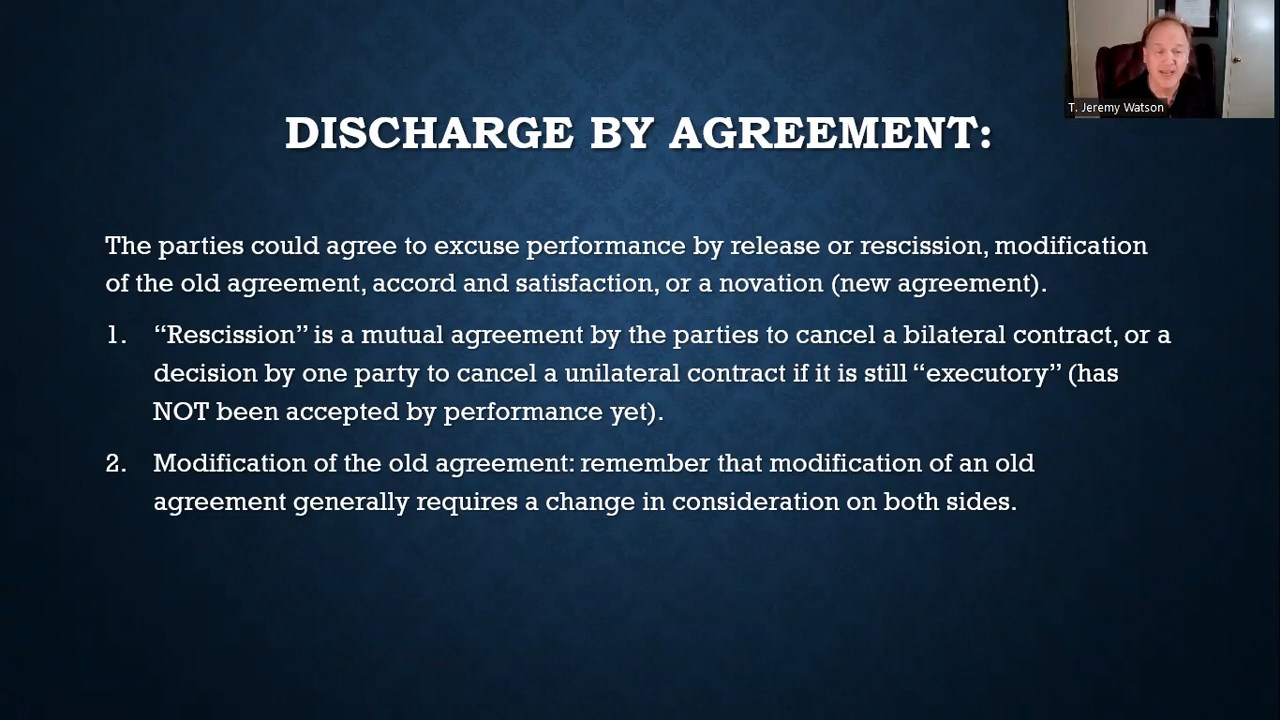 T. Jeremy Watson
DISCHARGE BY AGREEMENT:
The parties could agree to excuse performance by release or rescission, modification
of the old agreement, accord and satisfaction, or a novation (new agreement).
1. “Rescission” is a mutual agreement by the parties to cancel a bilateral contract, or a
decision by one party to cancel a unilateral contract if it is still “executory” (has
NOT been accepted by performance yet).
2. Modification of the old agreement: remember that modification of an old
agreement generally requires a change in consideration on both sides.